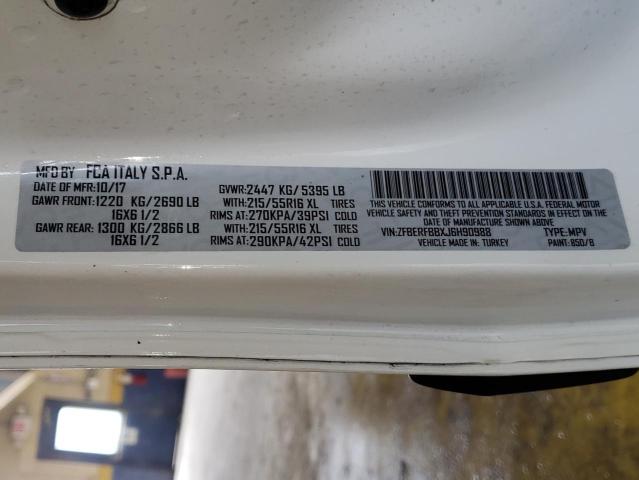 MFD BY FCA ITALY S.P.A.
DATE OF MFR:10/17 GVWR:2447 KG/ 5395 LB
GAWR FRONT:1220 KG/2690 LB WITH:215/55R16 XL TIRES
16X6 1/2 RIMS AT:270KPA/39PSI COLD
GAWR REAR: 1300 KG/2866 LB WITH:215/55R16 XL TIRES
16X6 1/2 RIMS AT:290KPA/42PSI COLD
THIS VEHICLE CONFORMS TO ALL APPLICABLE U.S.A. FEDERAL MOTOR
VEHICLE SAFETY AND THEFT PREVENTION STANDARDS IN EFFECT ON THE
DATE OF MANUFACTURE SHOWN ABOVE
VIN:ZFBERFBBXJ6H90988 TYPE:MPV
VEHICLE MADE IN: TURKEY PAINT:850/B